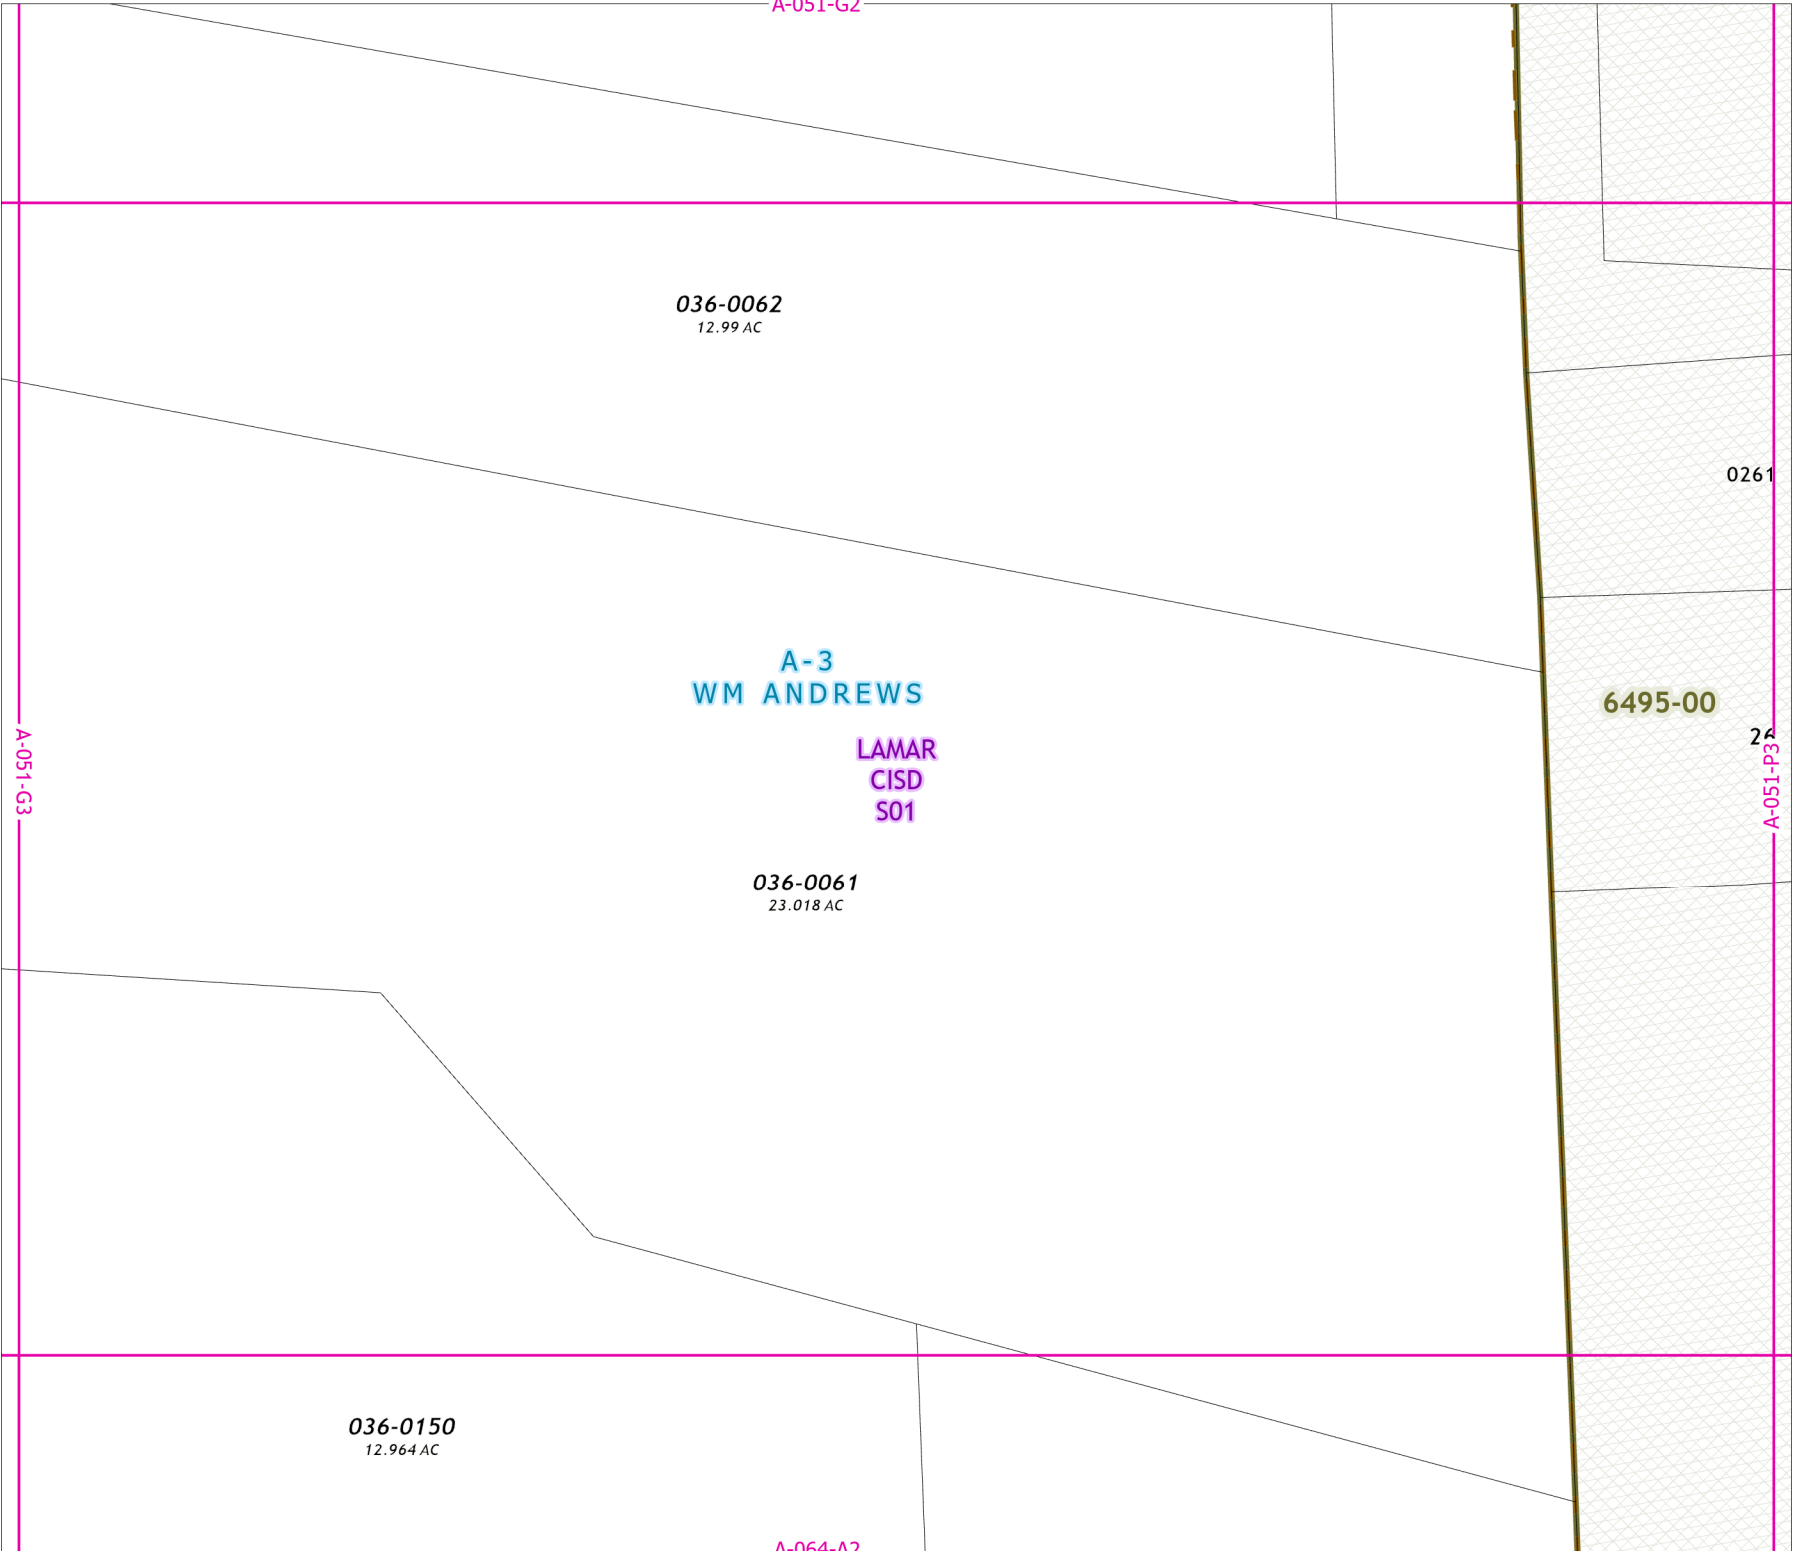 A-051-G2
036-0062
12.99 AC
0261
A-3
WM ANDREWS
6495-00
LAMAR
CISD
S01
A-051-G3
A-051-P3
036-0061
23.018 AC
036-0150
12.964 AC
A-064-A2